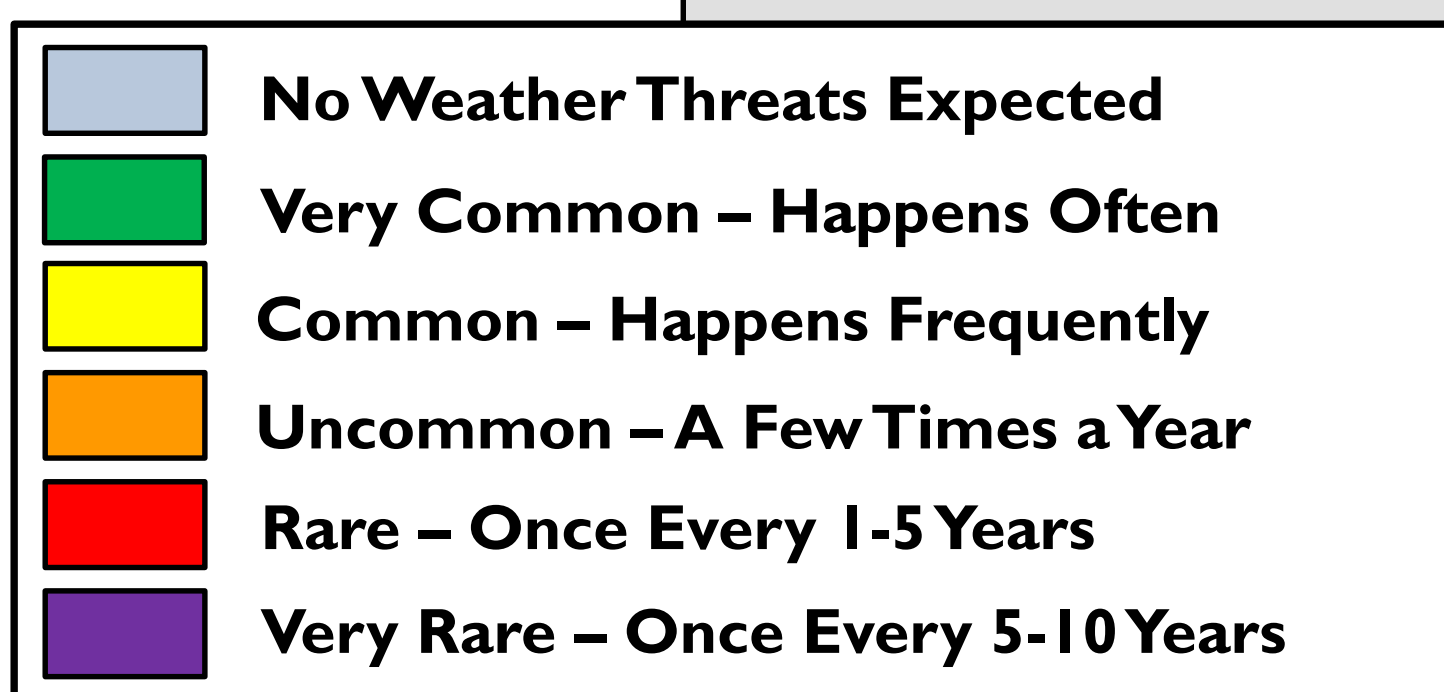 No Weather Threats Expected
Very Common – Happens Often
Common – Happens Frequently
Uncommon – A Few Times a Year
Rare – Once Every 1-5 Years
Very Rare – Once Every 5-10 Years